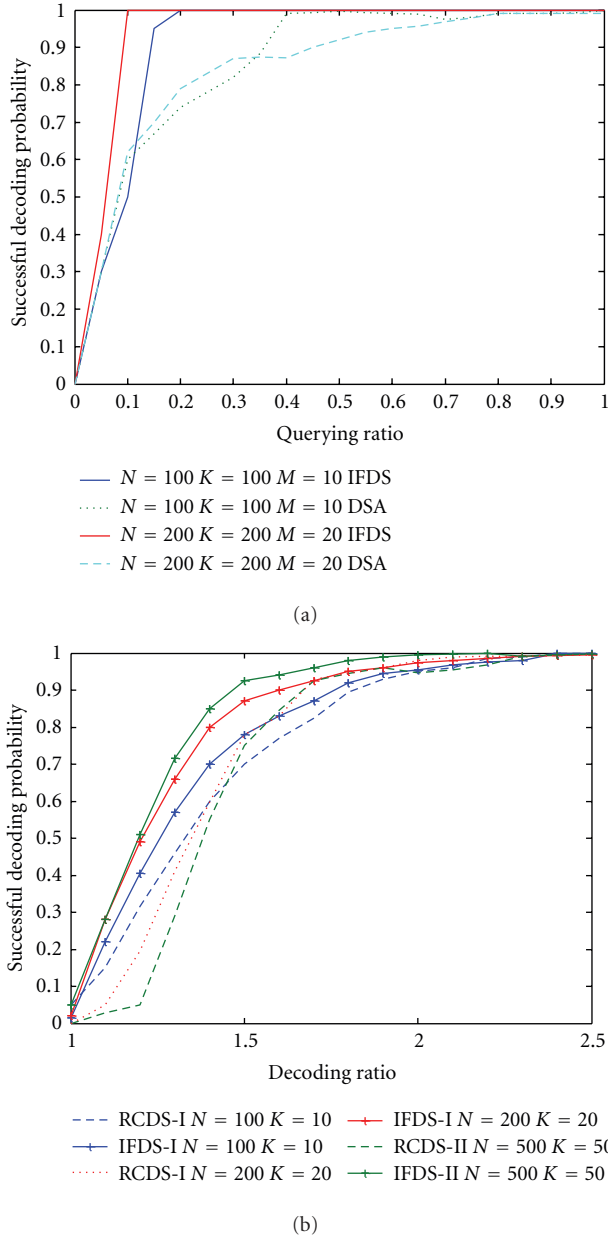 1
0.9
0.8
0.7
0.6
0.5
0.4
0.3
0.2
0.1
0
Successful decoding probability
0 0.1 0.2 0.3 0.4 0.5 0.6 0.7 0.8 0.9 1
Querying ratio
N = 100 K = 100 M = 10 IFDS
N = 100 K = 100 M = 10 DSA
N = 200 K = 200 M = 20 IFDS
N = 200 K = 200 M = 20 DSA
(a)
1
0.9
0.8
0.7
0.6
0.5
0.4
0.3
0.2
0.1
0
Successful decoding probability
1 1.5 2 2.5
Decoding ratio
RCDS-I N = 100 K = 10
IFDS-I N = 100 K = 10
RCDS-I N = 200 K = 20
IFDS-I N = 200 K = 20
RCDS-II N = 500 K = 50
IFDS-II N = 500 K = 50
(b)